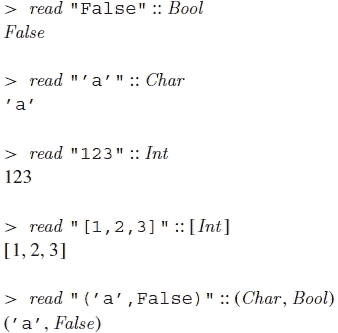 > read "False" :: Bool
False
> read "'a'" :: Char
'a'
> read "123" :: Int
123
> read "[1,2,3]" :: [Int]
[1, 2, 3]
> read "('a',False)" :: (Char, Bool)
('a', False)